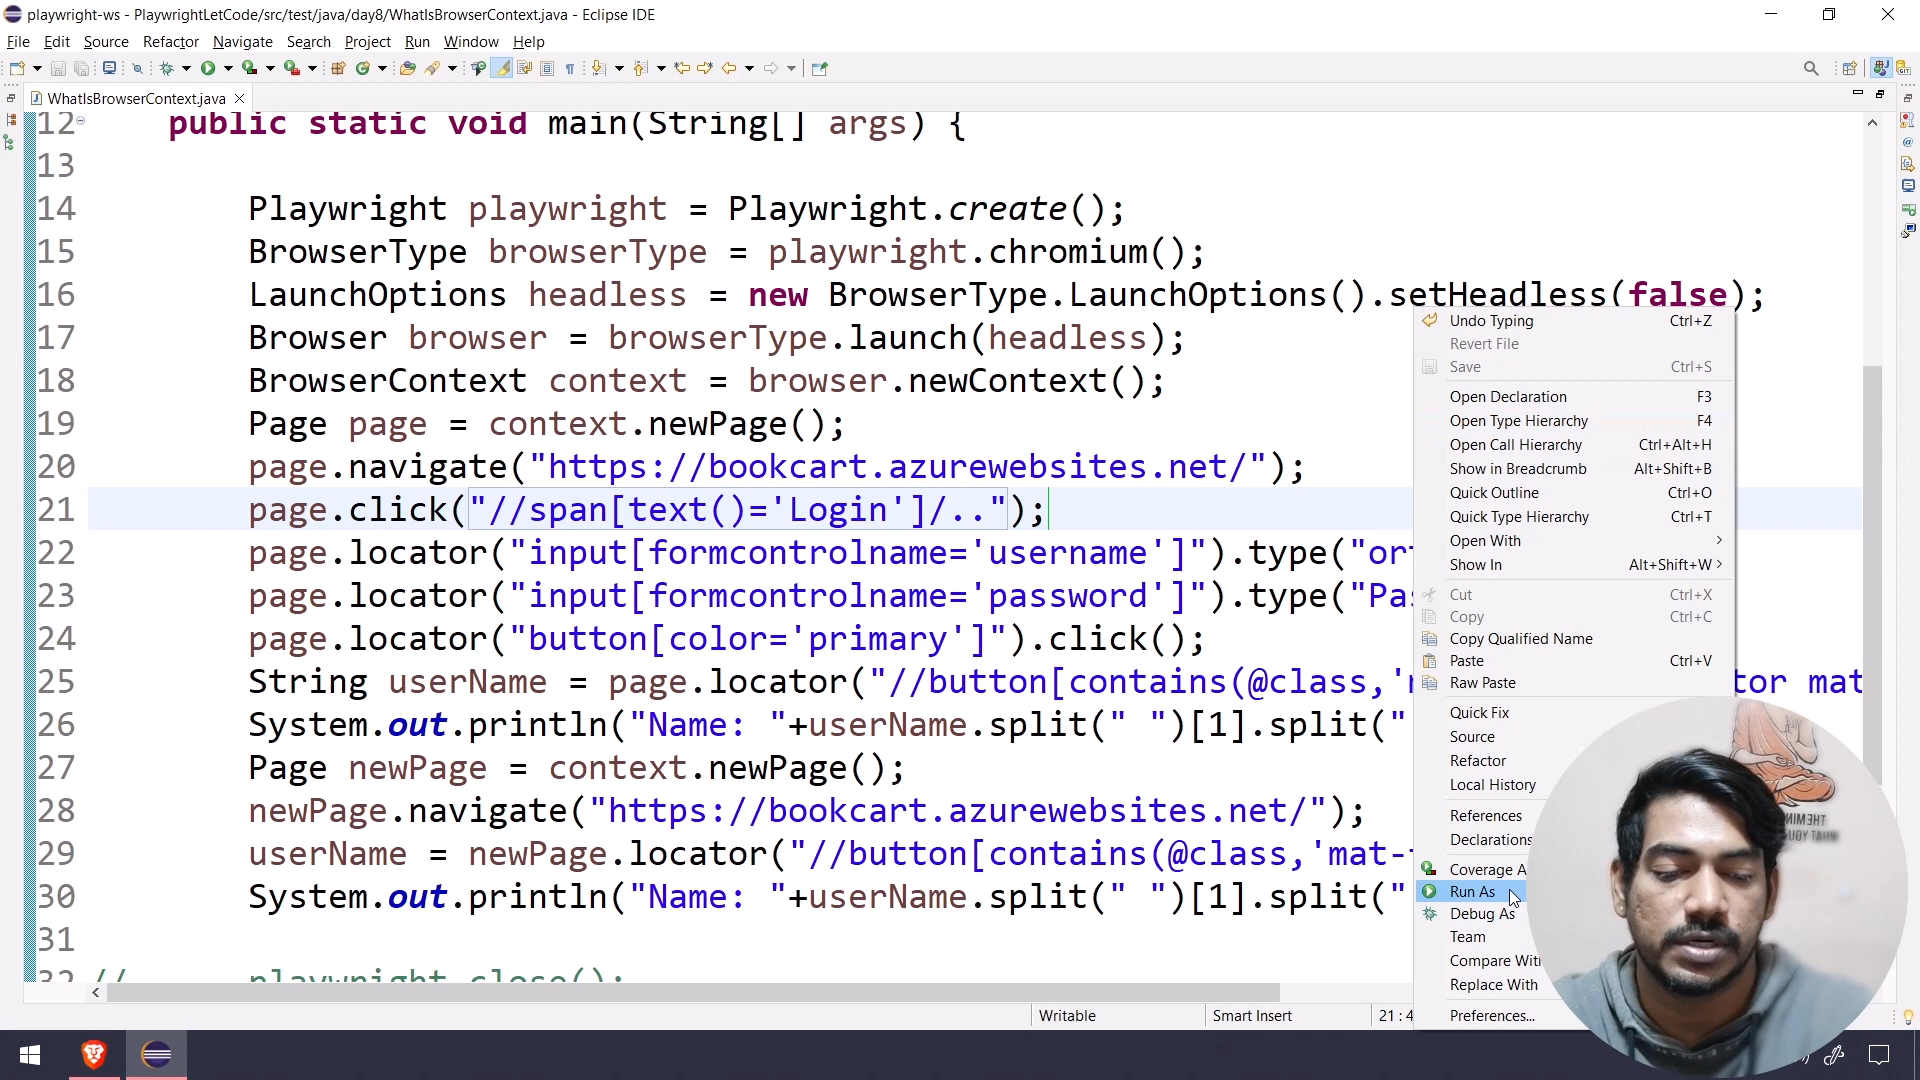 playwright-ws - PlaywrightLetCode/src/test/java/day8/WhatIsBrowserContext.java - Eclipse IDE
File Edit Source Refactor Navigate Search Project Run Window Help
WhatIsBrowserContext.java
12 public static void main(String[] args) {
13
14 Playwright playwright = Playwright.create();
15 BrowserType browserType = playwright.chromium();
16 LaunchOptions headless = new BrowserType.LaunchOptions().setHeadless(false);
17 Browser browser = browserType.launch(headless);
18 BrowserContext context = browser.newContext();
19 Page page = context.newPage();
20 page.navigate("https://bookcart.azurewebsites.net/");
21 page.click("//span[text()='Login']/..");
22 page.locator("input[formcontrolname='username']").type("or
23 page.locator("input[formcontrolname='password']").type("Pa
24 page.locator("button[color='primary']").click();
25 String userName = page.locator("//button[contains(@class,' tor mat
26 System.out.println("Name: "+userName.split(" ")[1].split("
27 Page newPage = context.newPage();
28 newPage.navigate("https://bookcart.azurewebsites.net/");
29 userName = newPage.locator("//button[contains(@class,'mat-
30 System.out.println("Name: "+userName.split(" ")[1].split("
31
32 // playwright.close();
Undo Typing Ctrl+Z
Revert File
Save Ctrl+S
Open Declaration F3
Open Type Hierarchy F4
Open Call Hierarchy Ctrl+Alt+H
Show in Breadcrumb Alt+Shift+B
Quick Outline Ctrl+O
Quick Type Hierarchy Ctrl+T
Open With
Show In Alt+Shift+W
Cut Ctrl+X
Copy Ctrl+C
Copy Qualified Name
Paste Ctrl+V
Raw Paste
Quick Fix
Source
Refactor
Local History
References
Declarations
Coverage A
Run As
Debug As
Team
Compare Wit
Replace With
Preferences...
Writable Smart Insert 21 : 4